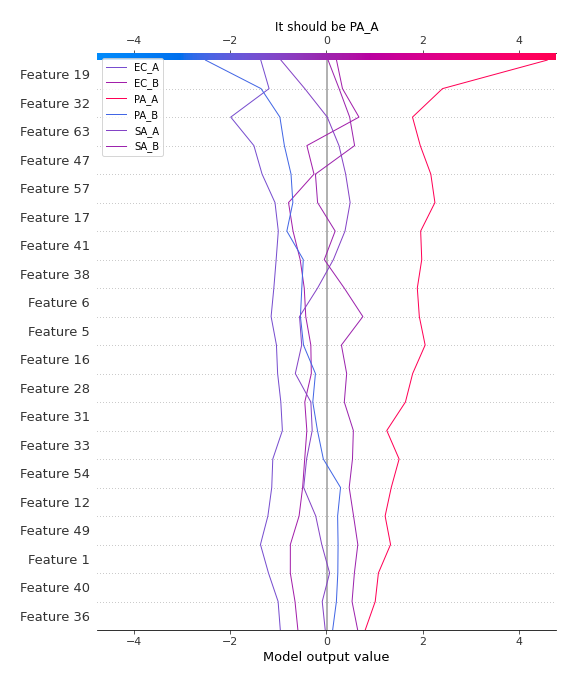 It should be PA_A
−4 −2 0 2 4
EC_A
EC_B
PA_A
PA_B
SA_A
SA_B
Feature 19
Feature 32
Feature 63
Feature 47
Feature 57
Feature 17
Feature 41
Feature 38
Feature 6
Feature 5
Feature 16
Feature 28
Feature 31
Feature 33
Feature 54
Feature 12
Feature 49
Feature 1
Feature 40
Feature 36
−4 −2 0 2 4
Model output value